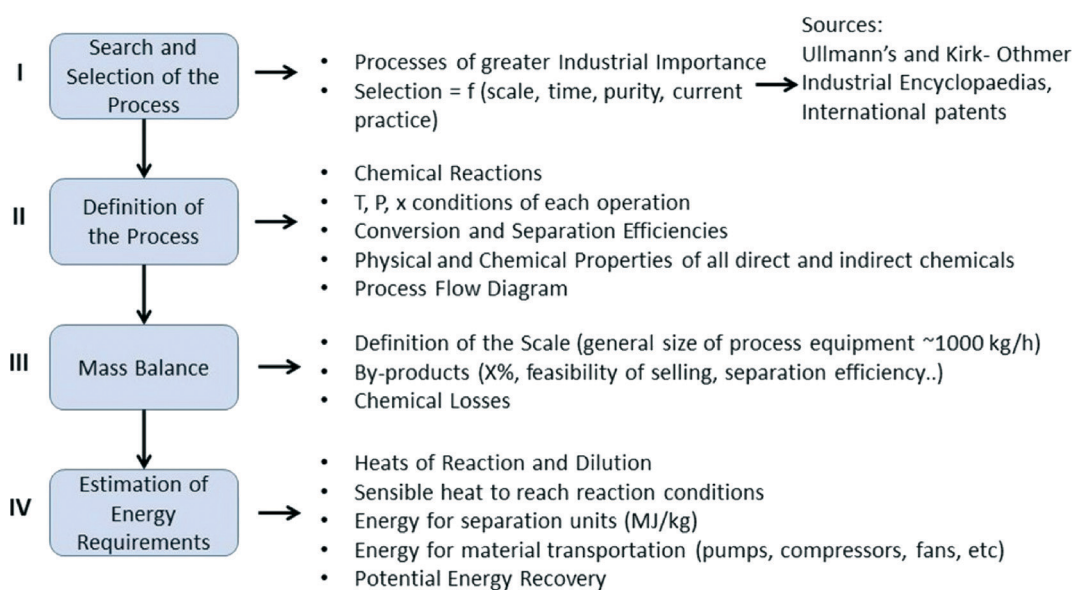 I
Search and
Selection of the
Process
• Processes of greater Industrial Importance
• Selection = f (scale, time, purity, current
practice)
Sources:
Ullmann's and Kirk- Othmer
Industrial Encyclopaedias,
International patents
II
Definition of
the Process
• Chemical Reactions
• T, P, x conditions of each operation
• Conversion and Separation Efficiencies
• Physical and Chemical Properties of all direct and indirect chemicals
• Process Flow Diagram
III
Mass Balance
• Definition of the Scale (general size of process equipment ~1000 kg/h)
• By-products (X%, feasibility of selling, separation efficiency..)
• Chemical Losses
IV
Estimation of
Energy
Requirements
• Heats of Reaction and Dilution
• Sensible heat to reach reaction conditions
• Energy for separation units (MJ/kg)
• Energy for material transportation (pumps, compressors, fans, etc)
• Potential Energy Recovery